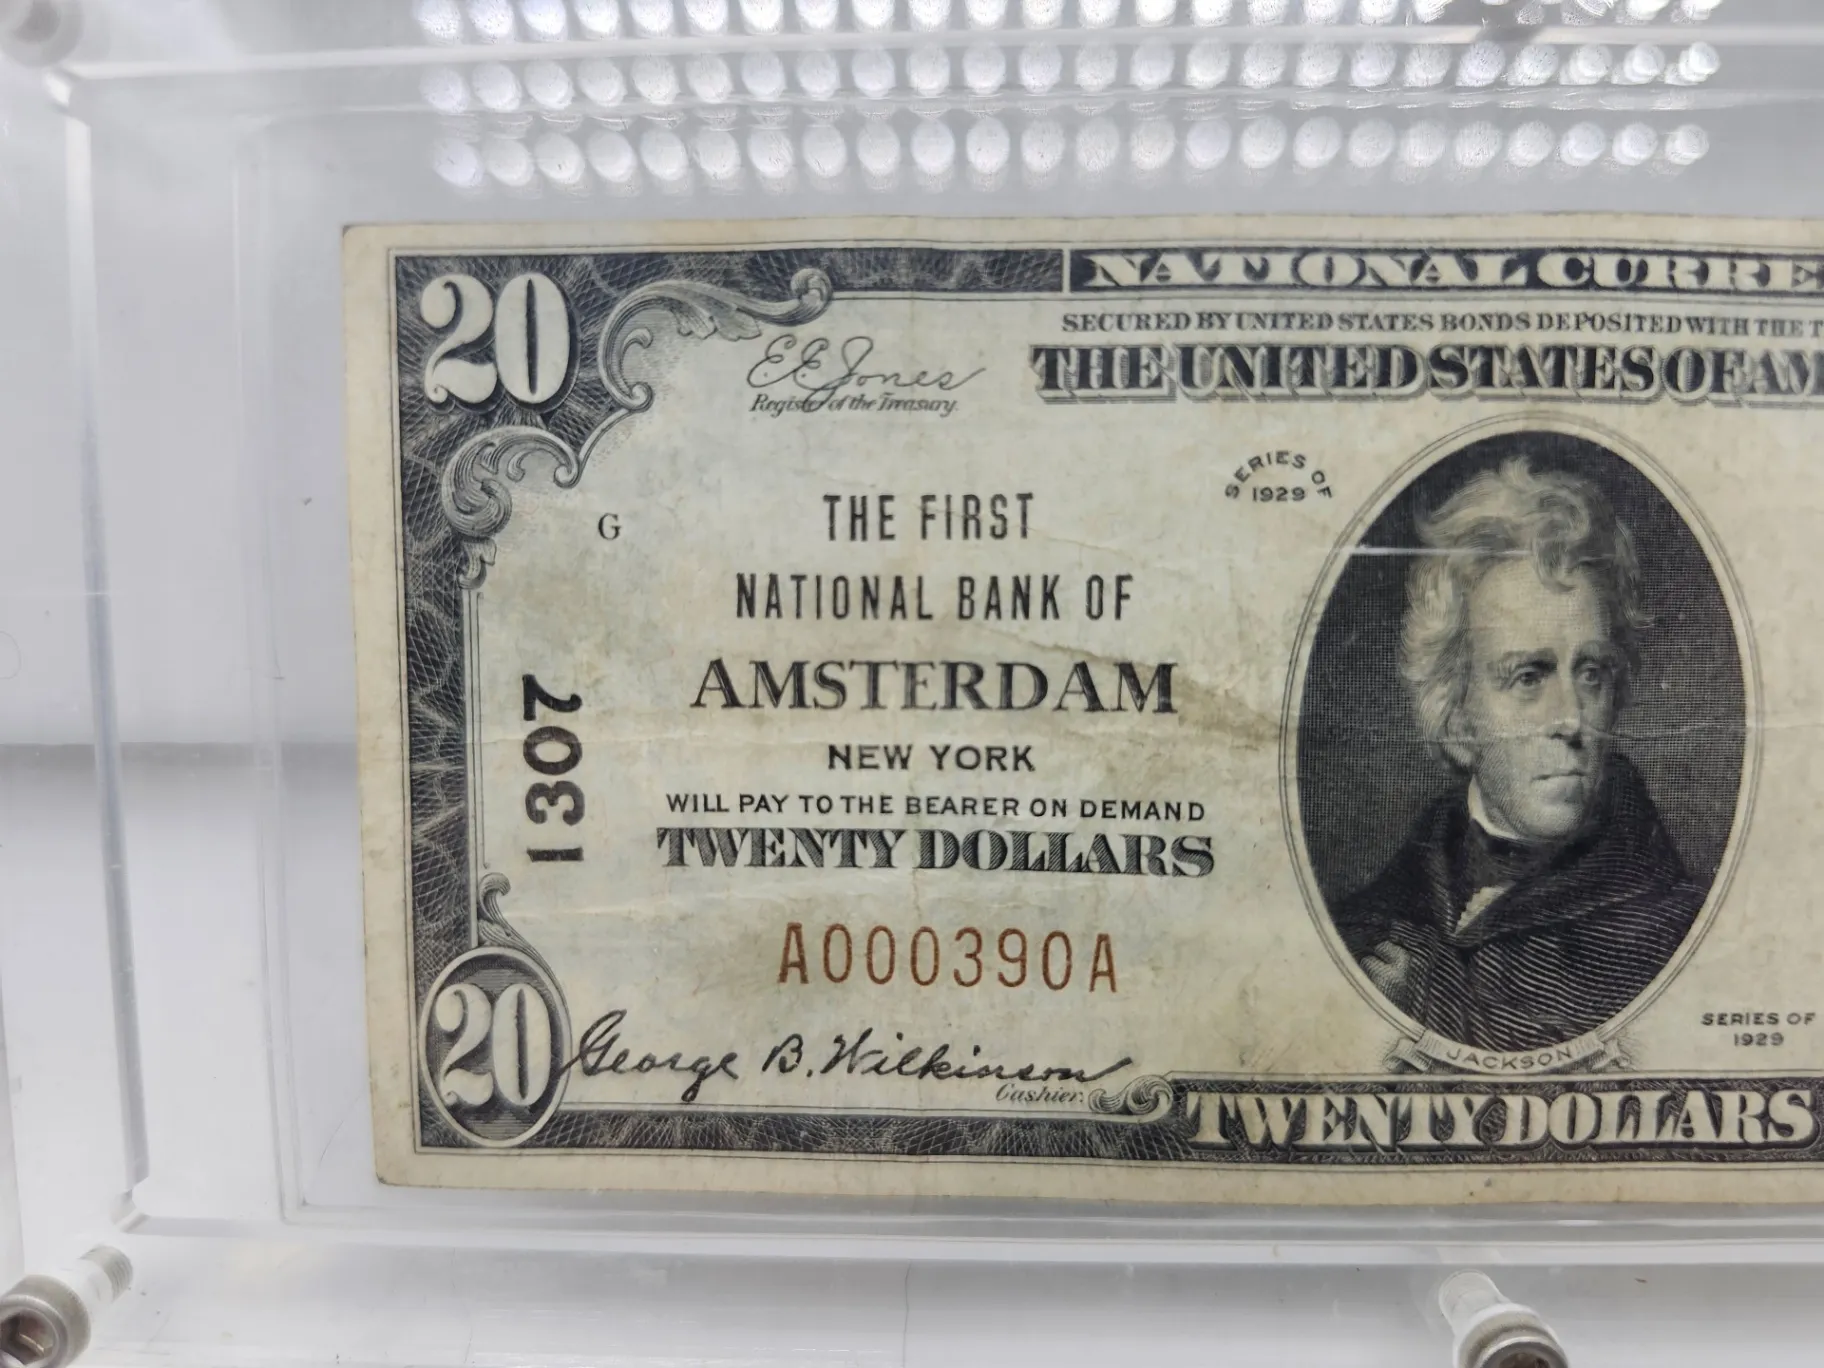 20
NATIONAL CURRE
SECURED BY UNITED STATES BONDS DEPOSITED WITH THE T
THE UNITED STATES OF AM
E.E. Jones
Register of the Treasury.
SERIES OF
1929
G
THE FIRST
NATIONAL BANK OF
AMSTERDAM
NEW YORK
1307
WILL PAY TO THE BEARER ON DEMAND
TWENTY DOLLARS
A000390A
20
George B. Wilkinson
Cashier.
JACKSON
SERIES OF
1929
TWENTY DOLLARS